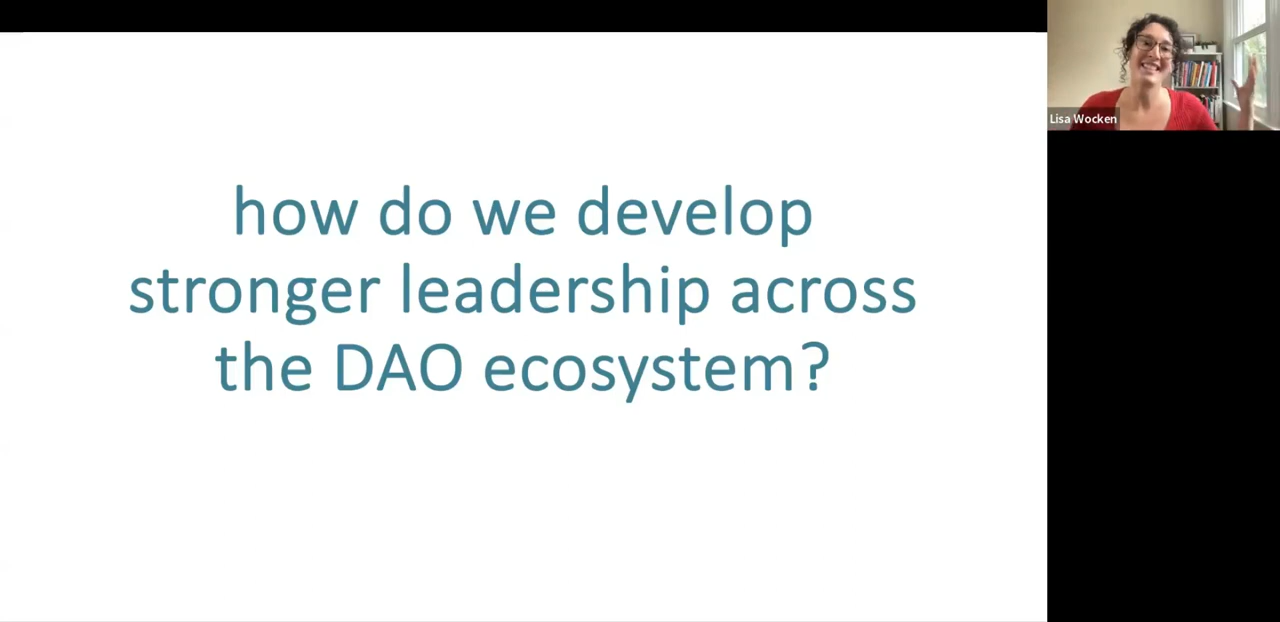 how do we develop
stronger leadership across
the DAO ecosystem?
Lisa Wocken